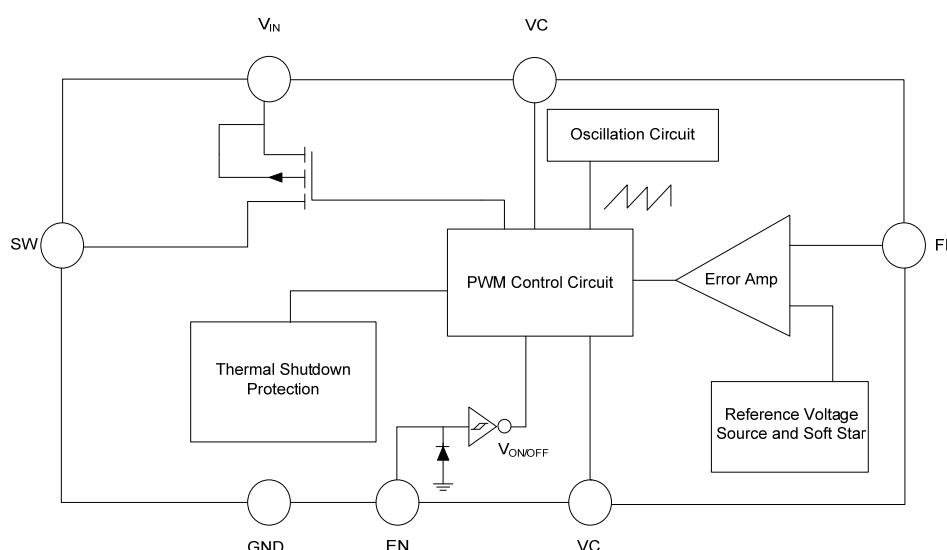 VIN
VC
Oscillation Circuit
SW
PWM Control Circuit
Error Amp
Thermal Shutdown
Protection
Reference Voltage
Source and Soft Star
VON/OFF
GND
EN
VC